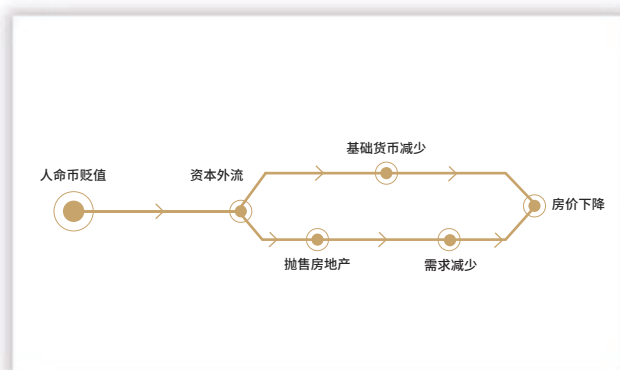 人命币贬值
资本外流
基础货币减少
抛售房地产
需求减少
房价下降